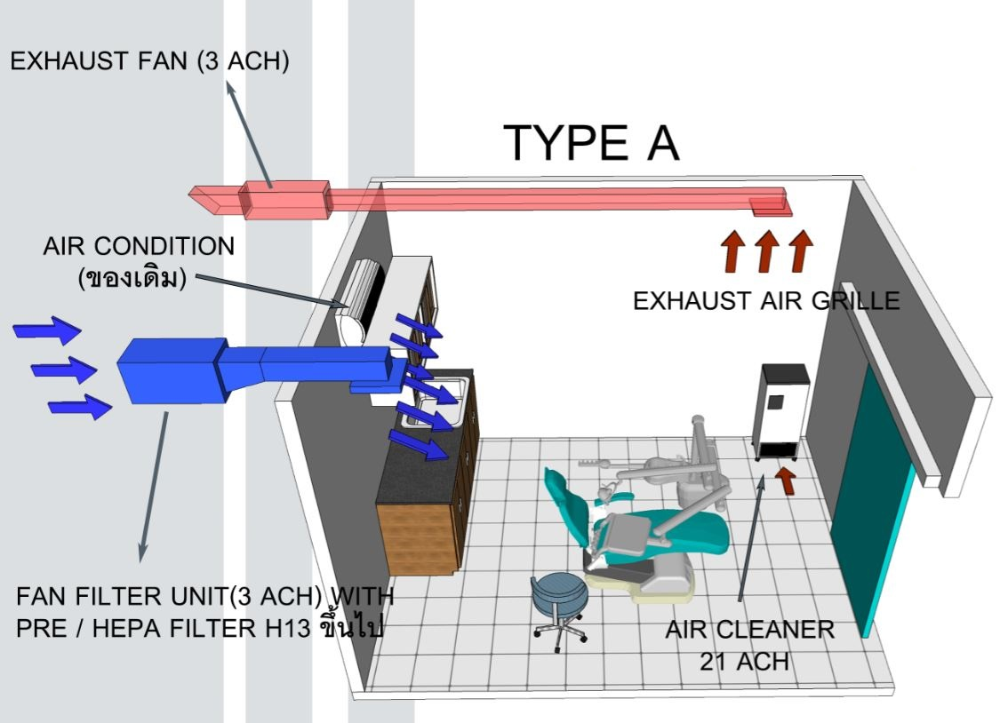 EXHAUST FAN (3 ACH)
TYPE A
AIR CONDITION
(ของเดิม)
EXHAUST AIR GRILLE
FAN FILTER UNIT(3 ACH) WITH
PRE / HEPA FILTER H13 ขึ้นไป
AIR CLEANER
21 ACH